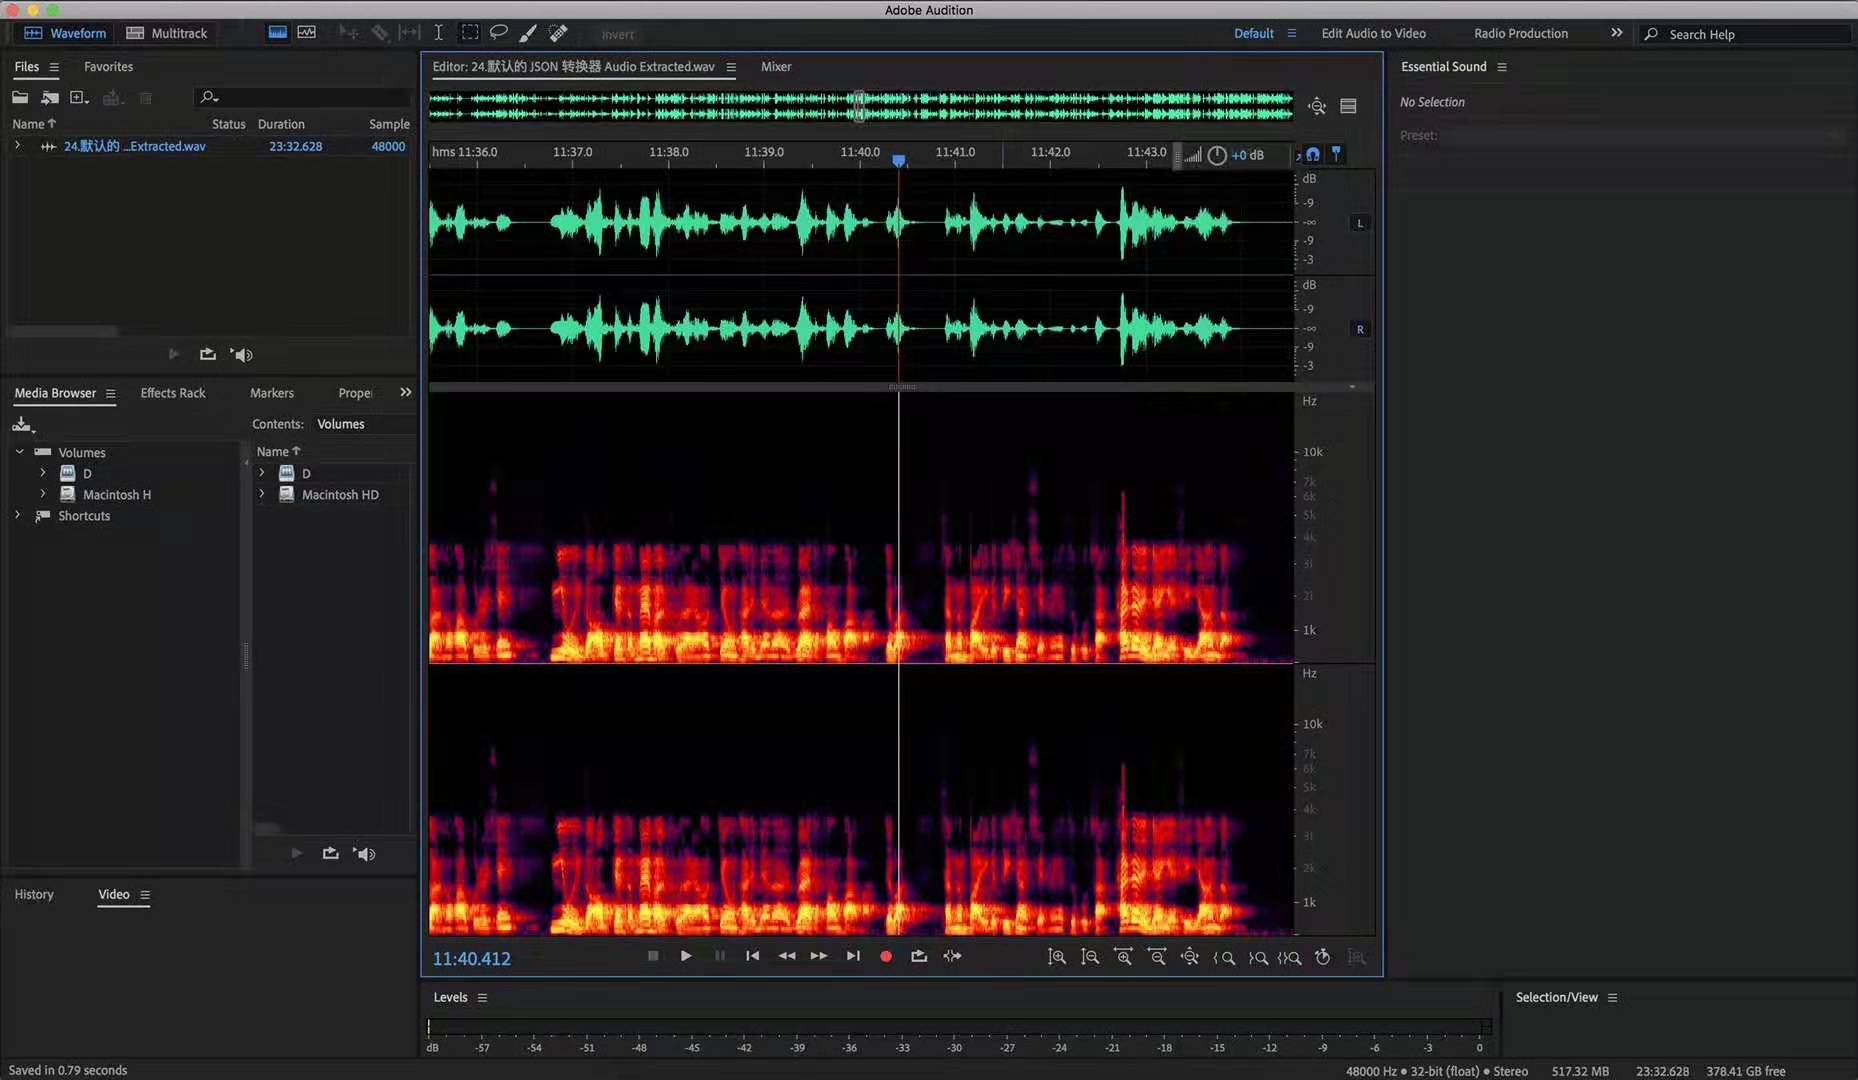 Adobe Audition
Waveform Multitrack Invert Default Edit Audio to Video Radio Production Search Help
Files Favorites
Name Status Duration Sample
24.默认的 ...Extracted.wav 23:32.628 48000
Media Browser Effects Rack Markers
Contents: Volumes
Volumes
D
Macintosh H
Shortcuts
Name
D
Macintosh HD
History Video
Editor: 24.默认的 JSON 转换器 Audio Extracted.wav Mixer
hms 11:36.0 11:37.0 11:38.0 11:39.0 11:40.0 11:41.0 11:42.0 11:43.0
+0 dB
dB
-9
-∞
-9
-3
L
dB
-9
-∞
-9
-3
R
Hz
10k
7k
6k
5k
4k
1k
Hz
10k
7k
6k
5k
4k
2k
1k
11:40.412
Essential Sound
No Selection
Preset:
Levels
dB -57 -54 -51 -48 -45 -42 -39 -36 -33 -30 -27 -24 -21 -18 -15 -12 -9 -6 -3 0
Selection/View
Saved in 0.79 seconds
48000 Hz • 32-bit (float) • Stereo 517.32 MB 23:32.628 378.41 GB free